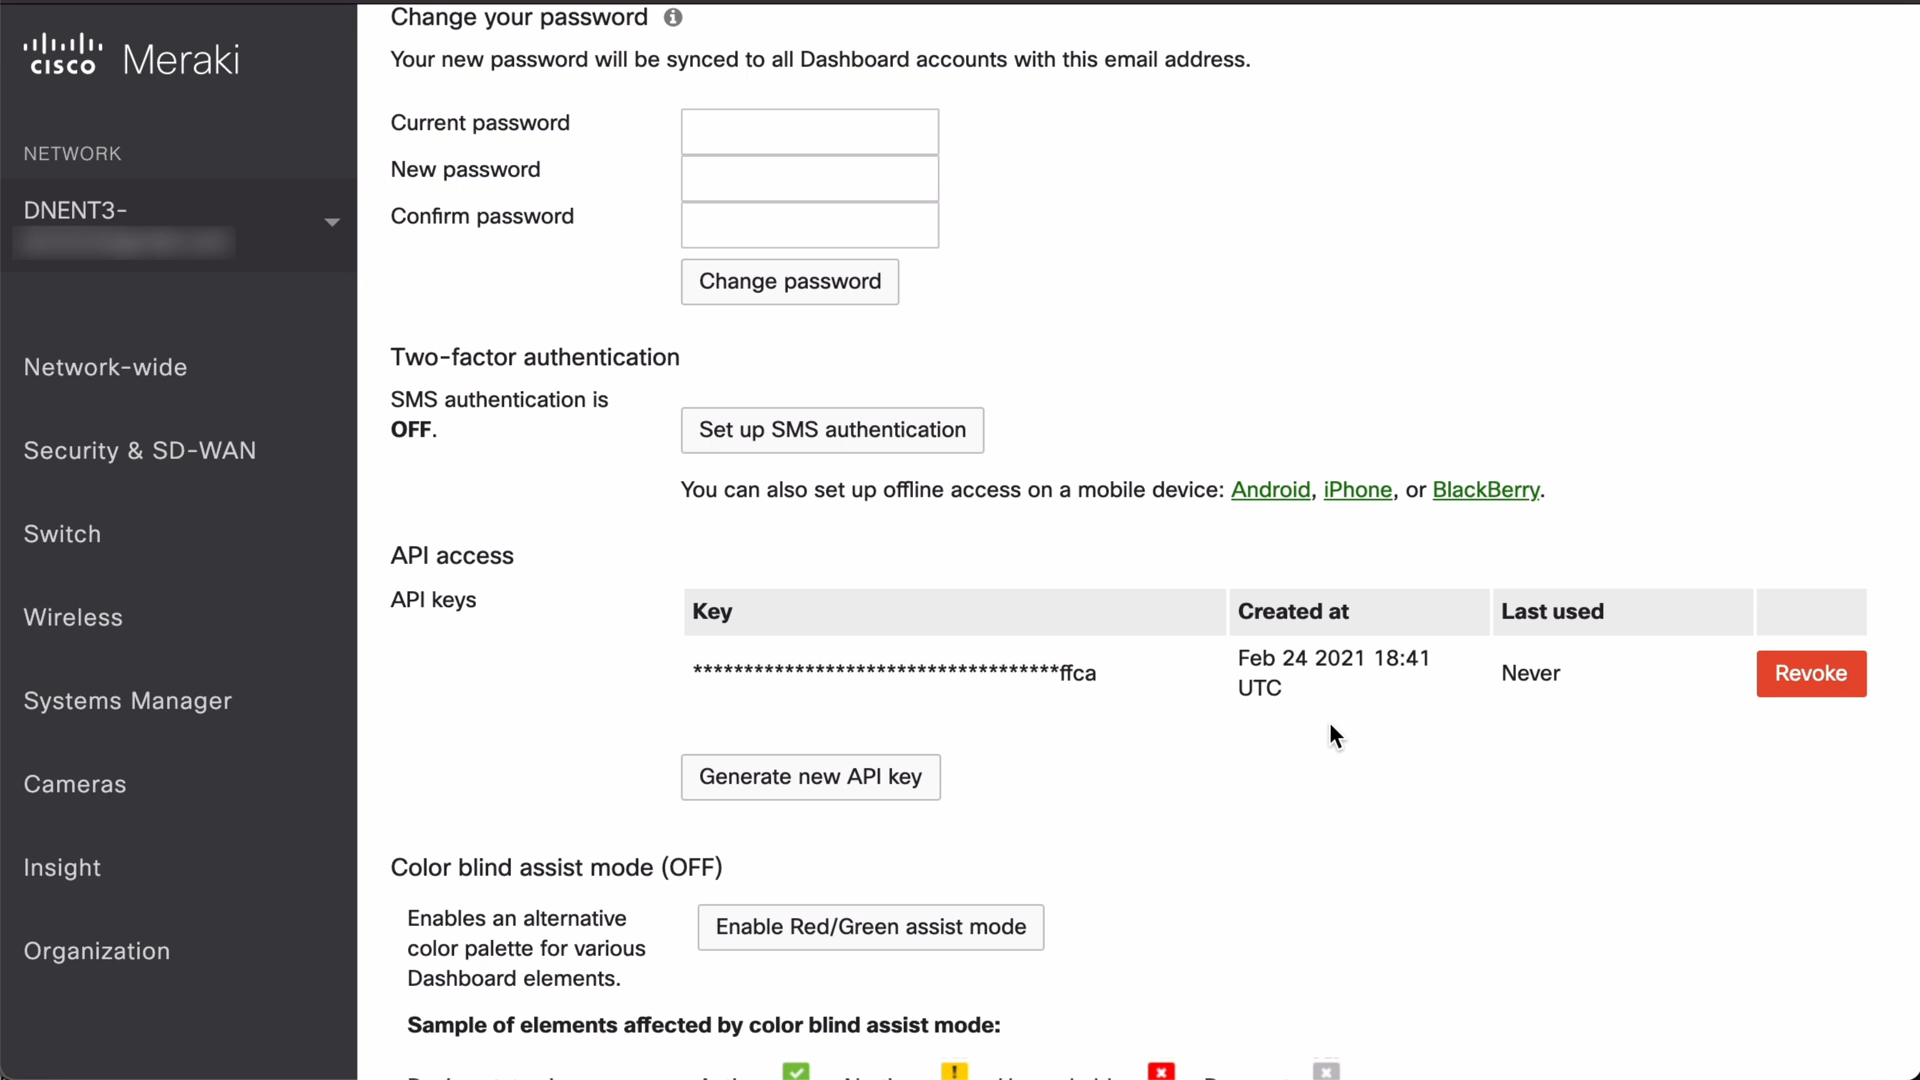 Change your password
cisco Meraki
Your new password will be synced to all Dashboard accounts with this email address.
Current password
NETWORK
New password
DNENT3-
Confirm password
Change password
Two-factor authentication
Network-wide
SMS authentication is
OFF.
Set up SMS authentication
Security & SD-WAN
You can also set up offline access on a mobile device: Android, iPhone, or BlackBerry.
Switch
API access
API keys
Key Created at Last used
Wireless
************************************ffca Feb 24 2021 18:41
UTC Never Revoke
Systems Manager
Generate new API key
Cameras
Color blind assist mode (OFF)
Insight
Enables an alternative
color palette for various
Dashboard elements.
Enable Red/Green assist mode
Organization
Sample of elements affected by color blind assist mode: